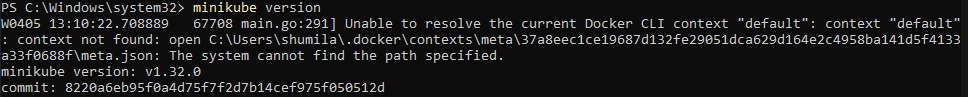 PS C:\Windows\system32> minikube version
W0405 13:10:22.708889   67708 main.go:291] Unable to resolve the current Docker CLI context "default": context "default"
: context not found: open C:\Users\shumila\.docker\contexts\meta\37a8eec1ce19687d132fe29051dca629d164e2c4958ba141d5f4133
a33f0688f\meta.json: The system cannot find the path specified.
minikube version: v1.32.0
commit: 8220a6eb95f0a4d75f7f2d7b14cef975f050512d